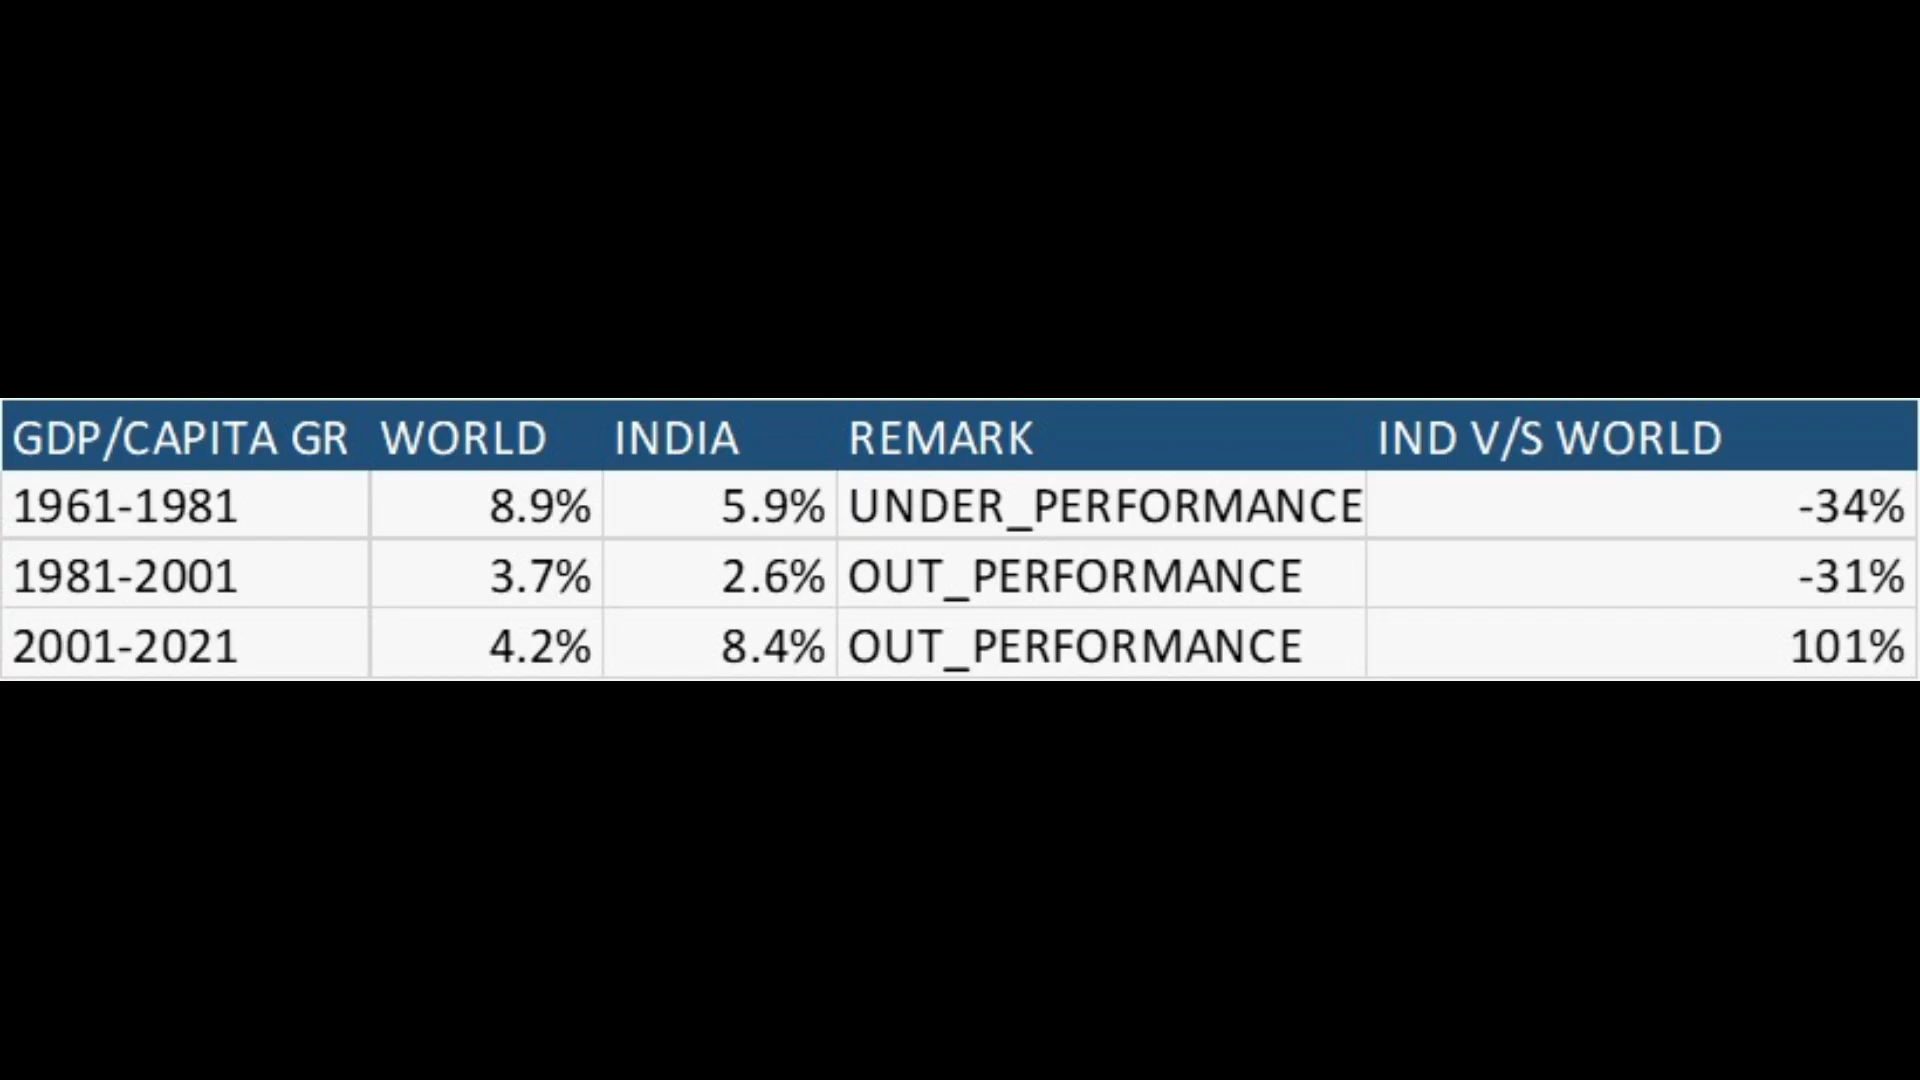 GDP/CAPITA GR WORLD INDIA REMARK IND V/S WORLD
1961-1981 8.9% 5.9% UNDER_PERFORMANCE -34%
1981-2001 3.7% 2.6% OUT_PERFORMANCE -31%
2001-2021 4.2% 8.4% OUT_PERFORMANCE 101%